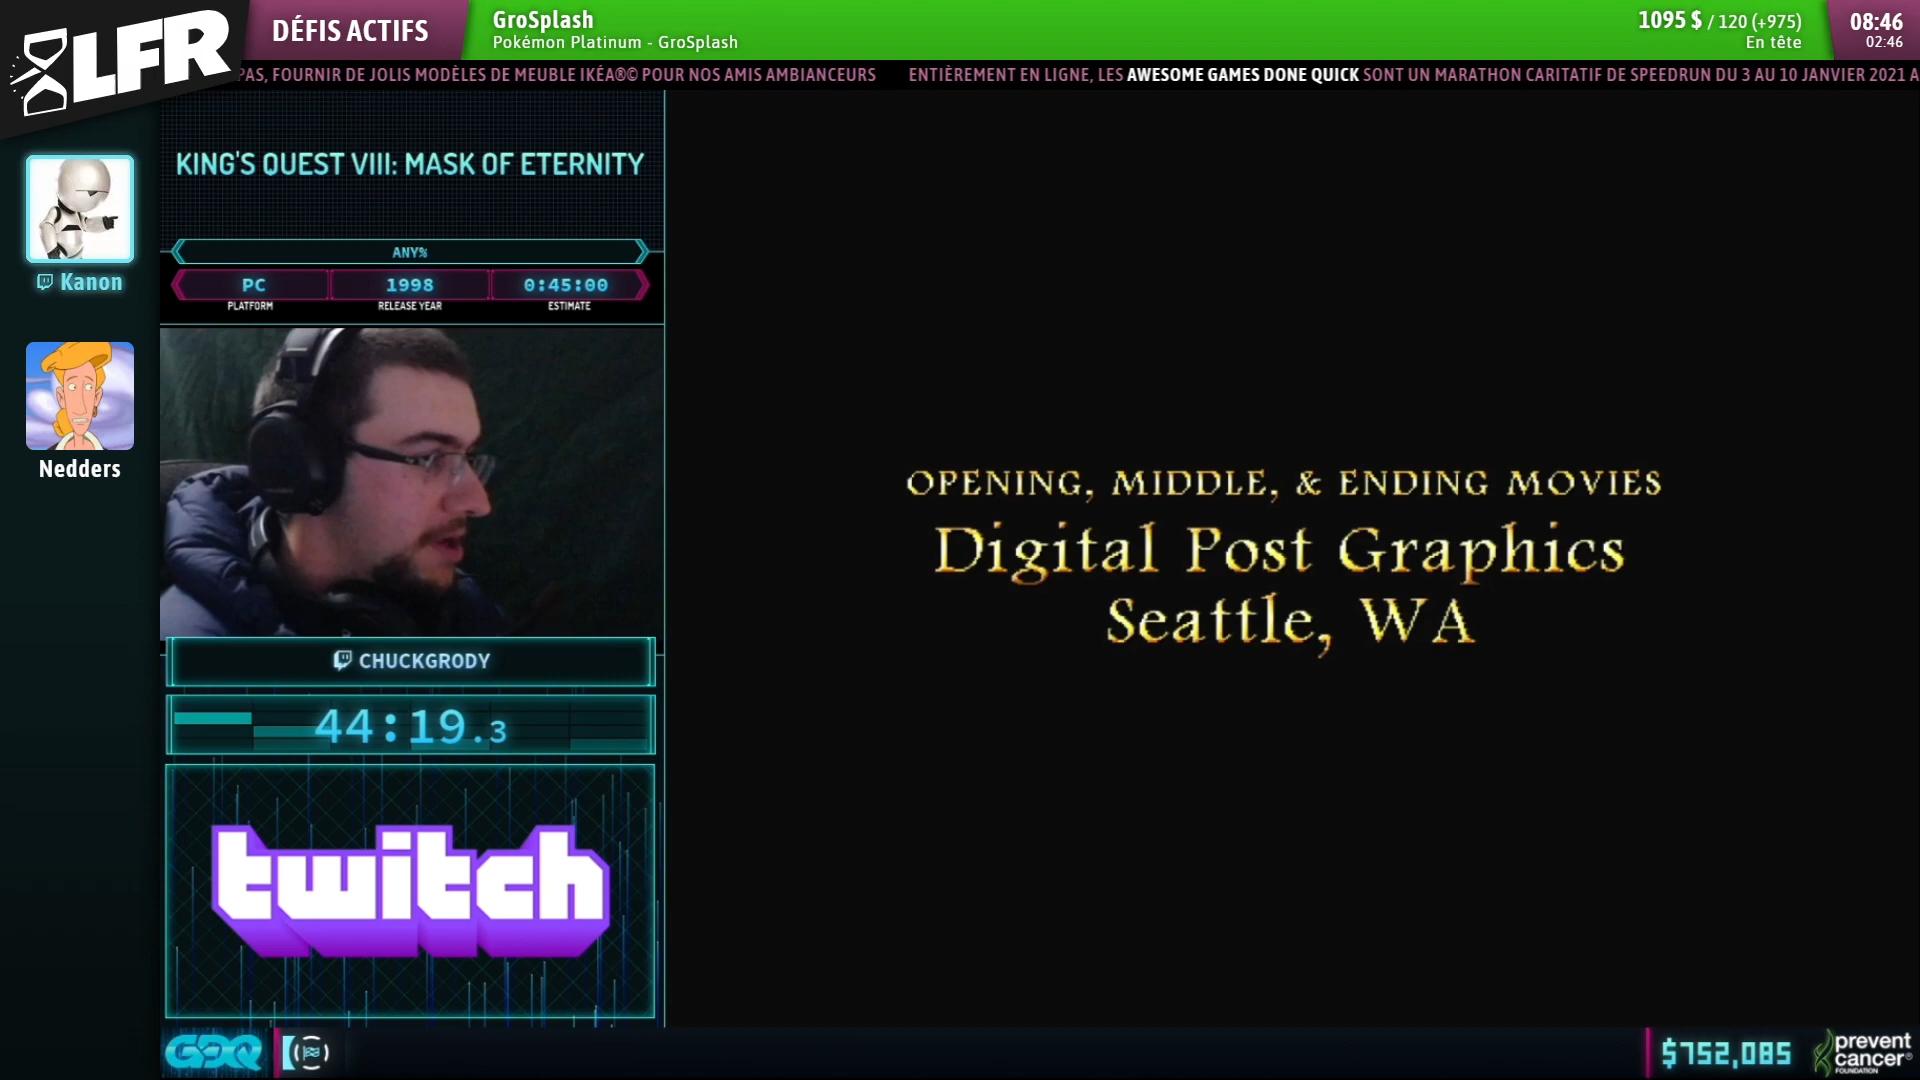 LFR
DÉFIS ACTIFS
GroSplash
Pokémon Platinum - GroSplash
1095 $ / 120 (+975)
En tête
08:46
02:46
PAS, FOURNIR DE JOLIS MODÈLES DE MEUBLE IKÉA®© POUR NOS AMIS AMBIANCEURS ENTIÈREMENT EN LIGNE, LES AWESOME GAMES DONE QUICK SONT UN MARATHON CARITATIF DE SPEEDRUN DU 3 AU 10 JANVIER 2021 A
Kanon
Nedders
KING'S QUEST VIII: MASK OF ETERNITY
ANY%
PC
PLATFORM
1998
RELEASE YEAR
0:45:00
ESTIMATE
CHUCKGRODY
44:19.3
twitch
OPENING, MIDDLE, & ENDING MOVIES
Digital Post Graphics
Seattle, WA
GDQ
$752,085
prevent
cancer®
FOUNDATION